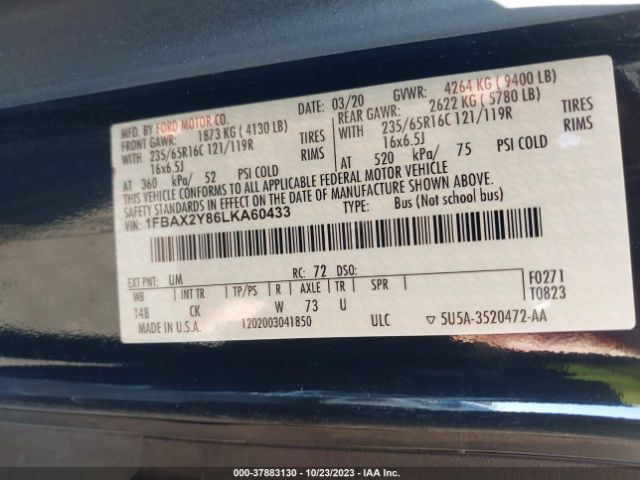 DATE: 03/20 GVWR: 4264 KG ( 9400 LB)
MFD. BY FORD MOTOR CO.
FRONT GAWR: 1873 KG ( 4130 LB) REAR GAWR: 2622 KG ( 5780 LB)
WITH 235/65R16C 121/119R TIRES WITH 235/65R16C 121/119R TIRES
16x6.5J RIMS 16x6.5J RIMS
AT 360 kPa/ 52 PSI COLD AT 520 kPa/ 75 PSI COLD
THIS VEHICLE CONFORMS TO ALL APPLICABLE FEDERAL MOTOR VEHICLE
SAFETY STANDARDS IN EFFECT ON THE DATE OF MANUFACTURE SHOWN ABOVE.
VIN: 1FBAX2Y86LKA60433 TYPE: Bus (Not school bus)
EXT PNT: UM RC: 72 DSO:
WB INT TR TP/PS R AXLE TR SPR F0271
148 CK W 73 U T0823
MADE IN U.S.A. 1202003041850 ULC ▽ 5U5A-3520472-AA
000-37883130 - 10/23/2023 - IAA Inc.